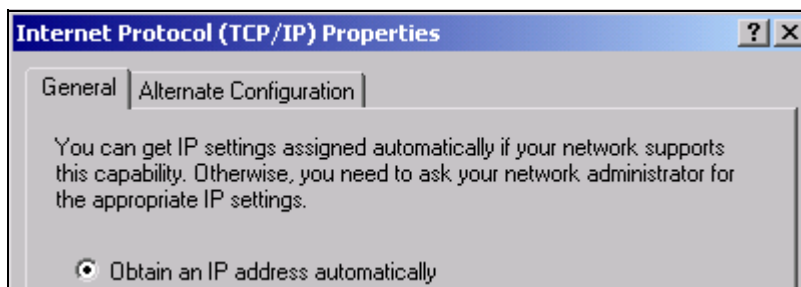 Internet Protocol (TCP/IP) Properties
General
Alternate Configuration
You can get IP settings assigned automatically if your network supports
this capability. Otherwise, you need to ask your network administrator for
the appropriate IP settings.
Obtain an IP address automatically